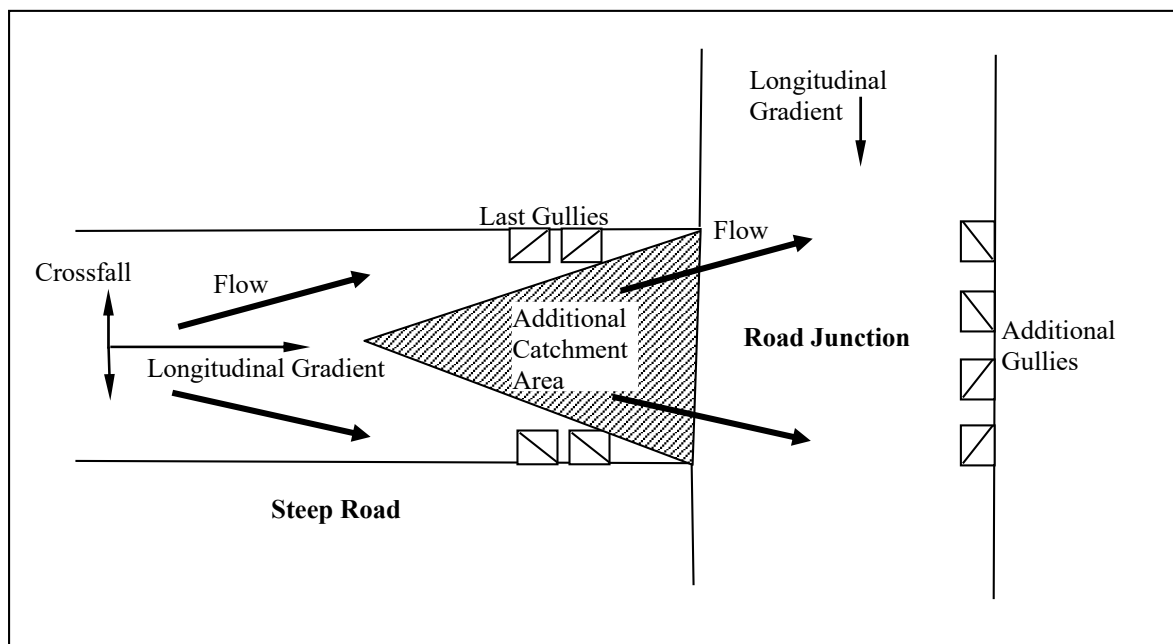 Longitudinal
Gradient
Last Gullies
Flow
Crossfall
Flow
Additional
Catchment
Area
Road Junction
Additional
Gullies
Longitudinal Gradient
Steep Road